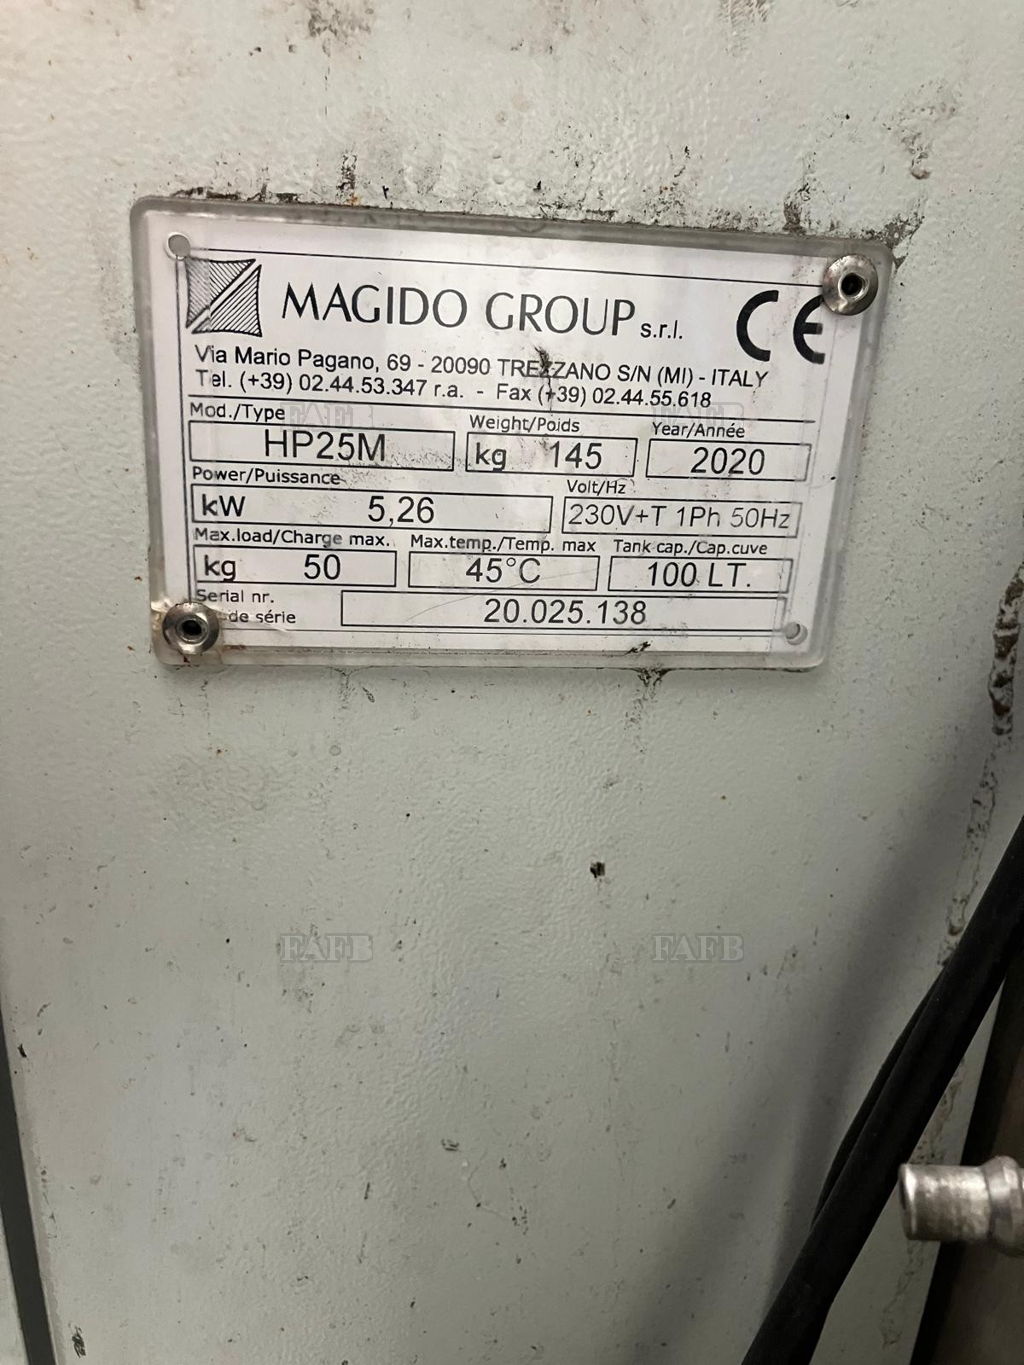 MAGIDO GROUP s.r.l. CE
Via Mario Pagano, 69 - 20090 TREZZANO S/N (MI) - ITALY
Tel. (+39) 02.44.53.347 r.a. - Fax (+39) 02.44.55.618
Mod./Type Weight/Poids Year/Année
HP25M kg 145 2020
Power/Puissance Volt/Hz
kW 5,26 230V+T 1Ph 50Hz
Max.load/Charge max. Max.temp./Temp. max Tank cap./Cap.cuve
kg 50 45°C 100 LT.
Serial nr.
de série 20.025.138
FAFB FAFB
FAFB FAFB